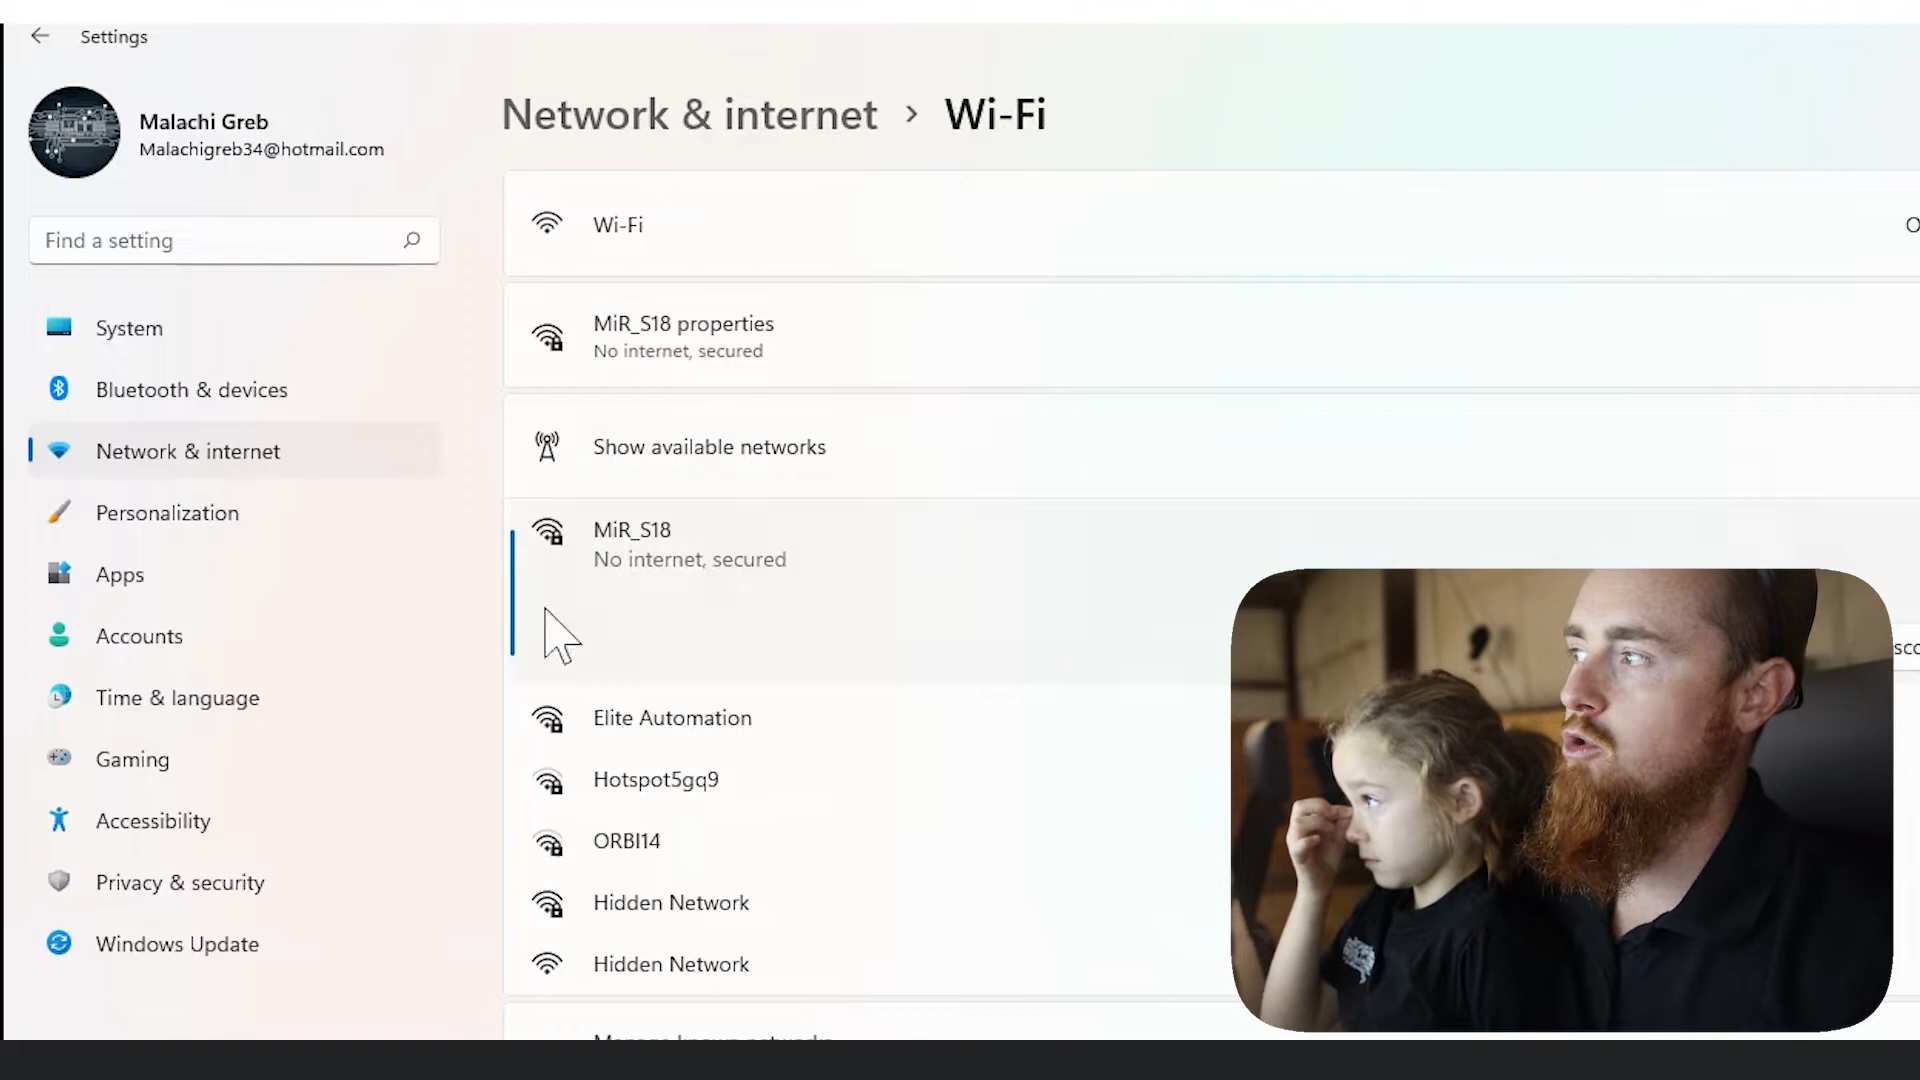 Settings
Malachi Greb
Malachigreb34@hotmail.com
Find a setting
System
Bluetooth & devices
Network & internet
Personalization
Apps
Accounts
Time & language
Gaming
Accessibility
Privacy & security
Windows Update
Network & internet > Wi-Fi
Wi-Fi
MiR_S18 properties
No internet, secured
Show available networks
MiR_S18
No internet, secured
Elite Automation
Hotspot5gq9
ORBI14
Hidden Network
Hidden Network